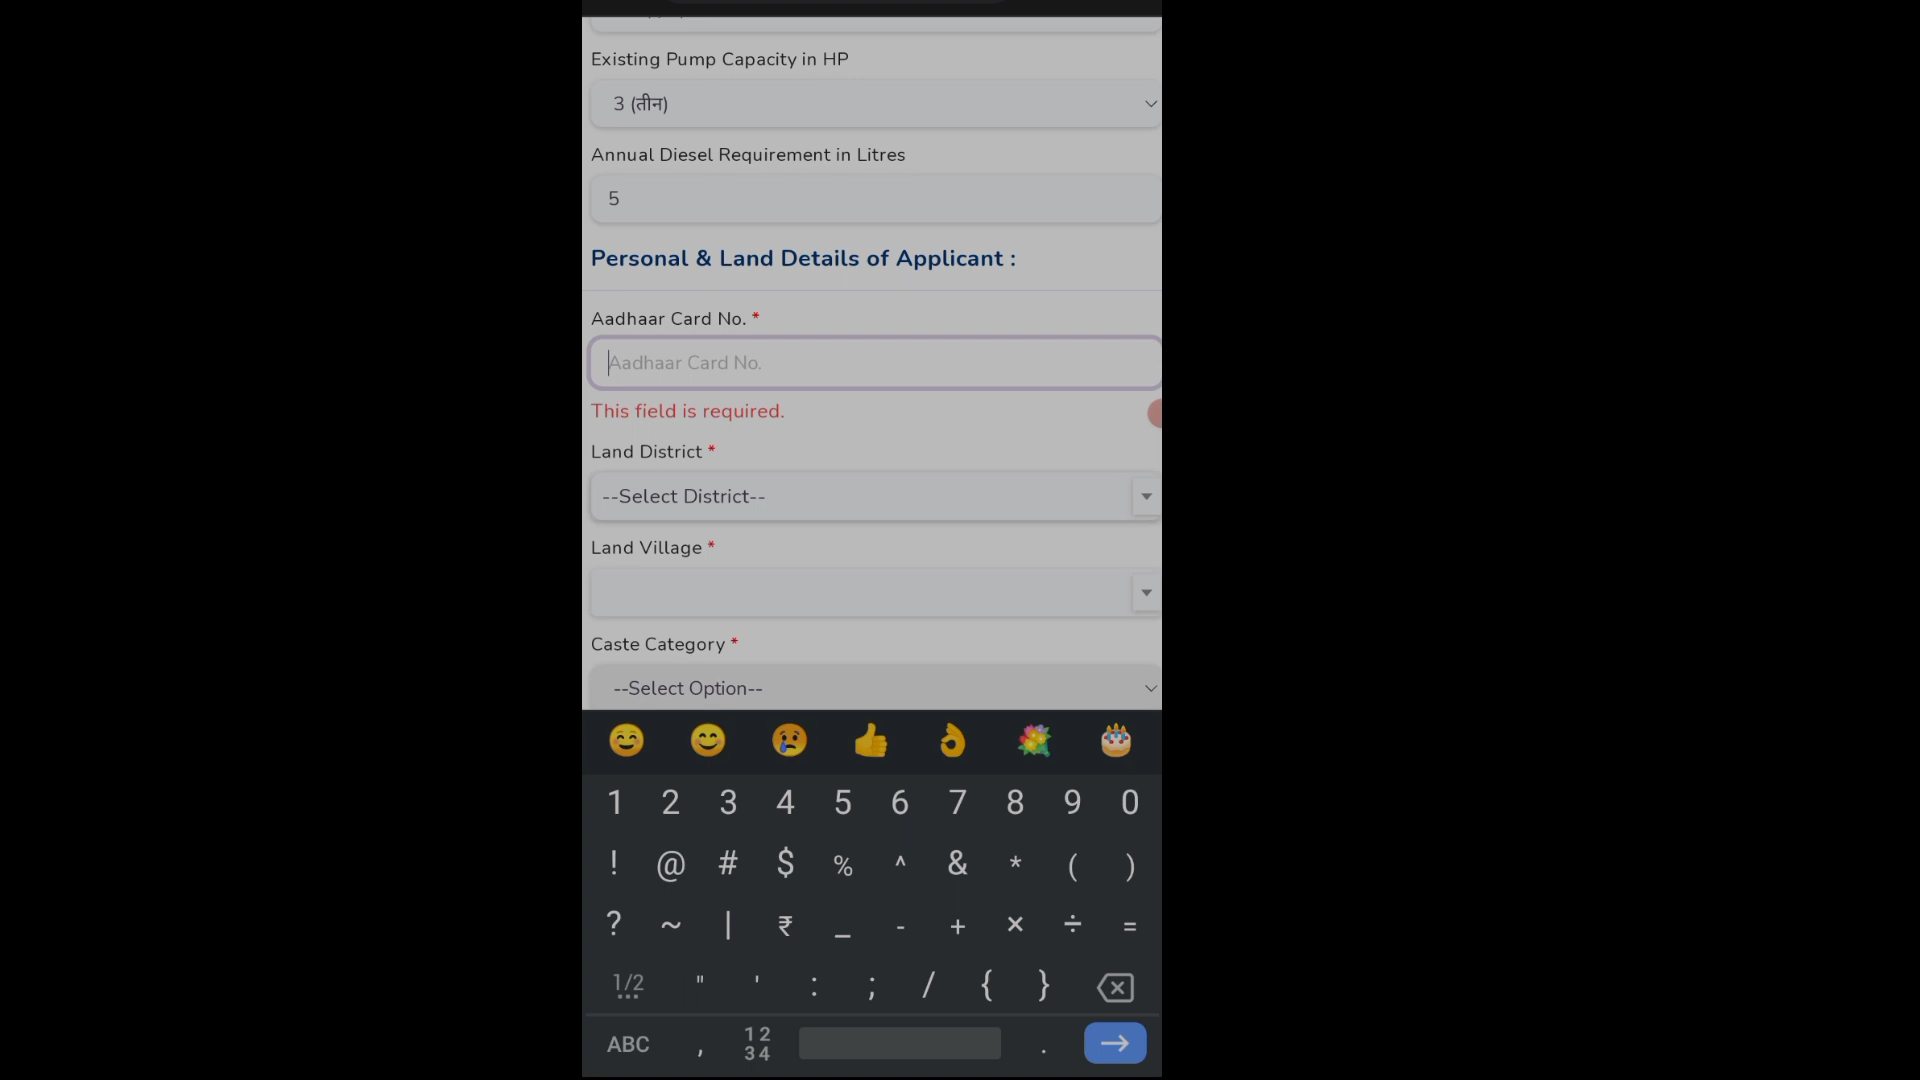 Existing Pump Capacity in HP
3 (तीन)
Annual Diesel Requirement in Litres
5
Personal & Land Details of Applicant :
Aadhaar Card No. *
Aadhaar Card No.
This field is required.
Land District *
--Select District--
Land Village *
Caste Category *
--Select Option--
1 2 3 4 5 6 7 8 9 0
! @ # $ % ^ & * ( )
? ~ | ₹ _ - + × ÷ =
1/2 " ' : ; / { }
ABC , 12 34 .